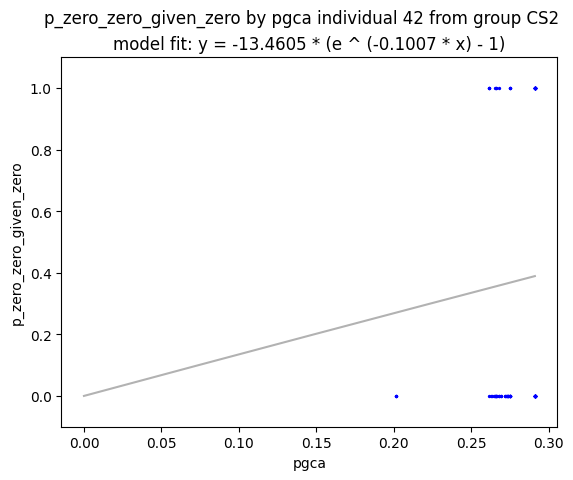 p_zero_zero_given_zero by pgca individual 42 from group CS2
model fit: y = -13.4605 * (e ^ (-0.1007 * x) - 1)
1.0
0.8
0.6
0.4
0.2
0.0
p_zero_zero_given_zero
0.00 0.05 0.10 0.15 0.20 0.25 0.30
pgca